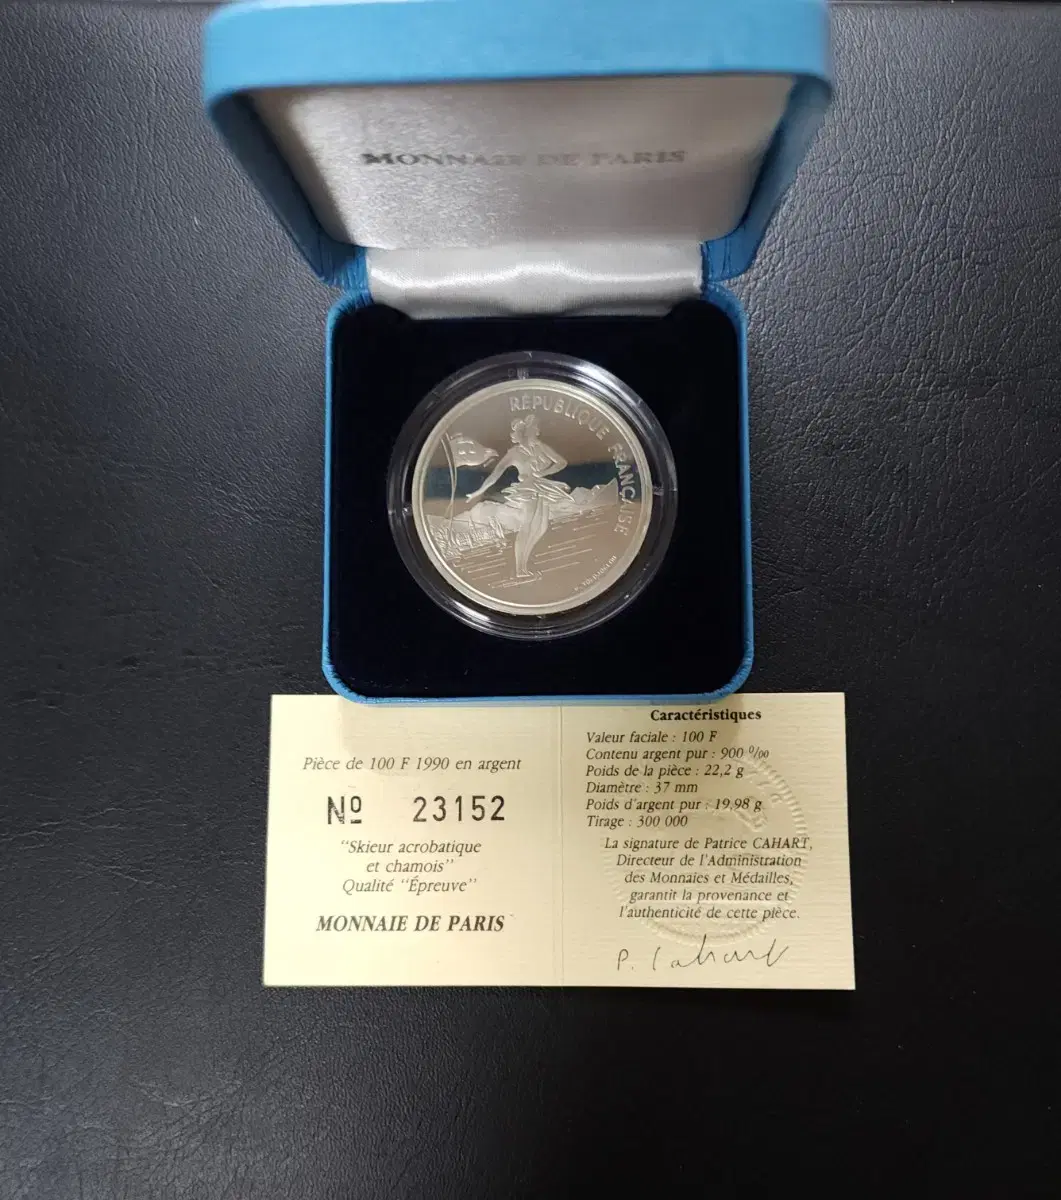 MONNAIE DE PARIS
RÉPUBLIQUE FRANÇAISE
Pièce de 100 F 1990 en argent
Nº 23152
"Skieur acrobatique
et chamois"
Qualité "Épreuve"
MONNAIE DE PARIS
Caractéristiques
Valeur faciale : 100 F
Contenu argent pur : 900 ⁰/₀₀
Poids de la pièce : 22,2 g
Diamètre : 37 mm
Poids d'argent pur : 19,98 g
Tirage : 300 000
La signature de Patrice CAHART,
Directeur de l'Administration
des Monnaies et Médailles,
garantit la provenance et
l'authenticité de cette pièce.
P. Cahart